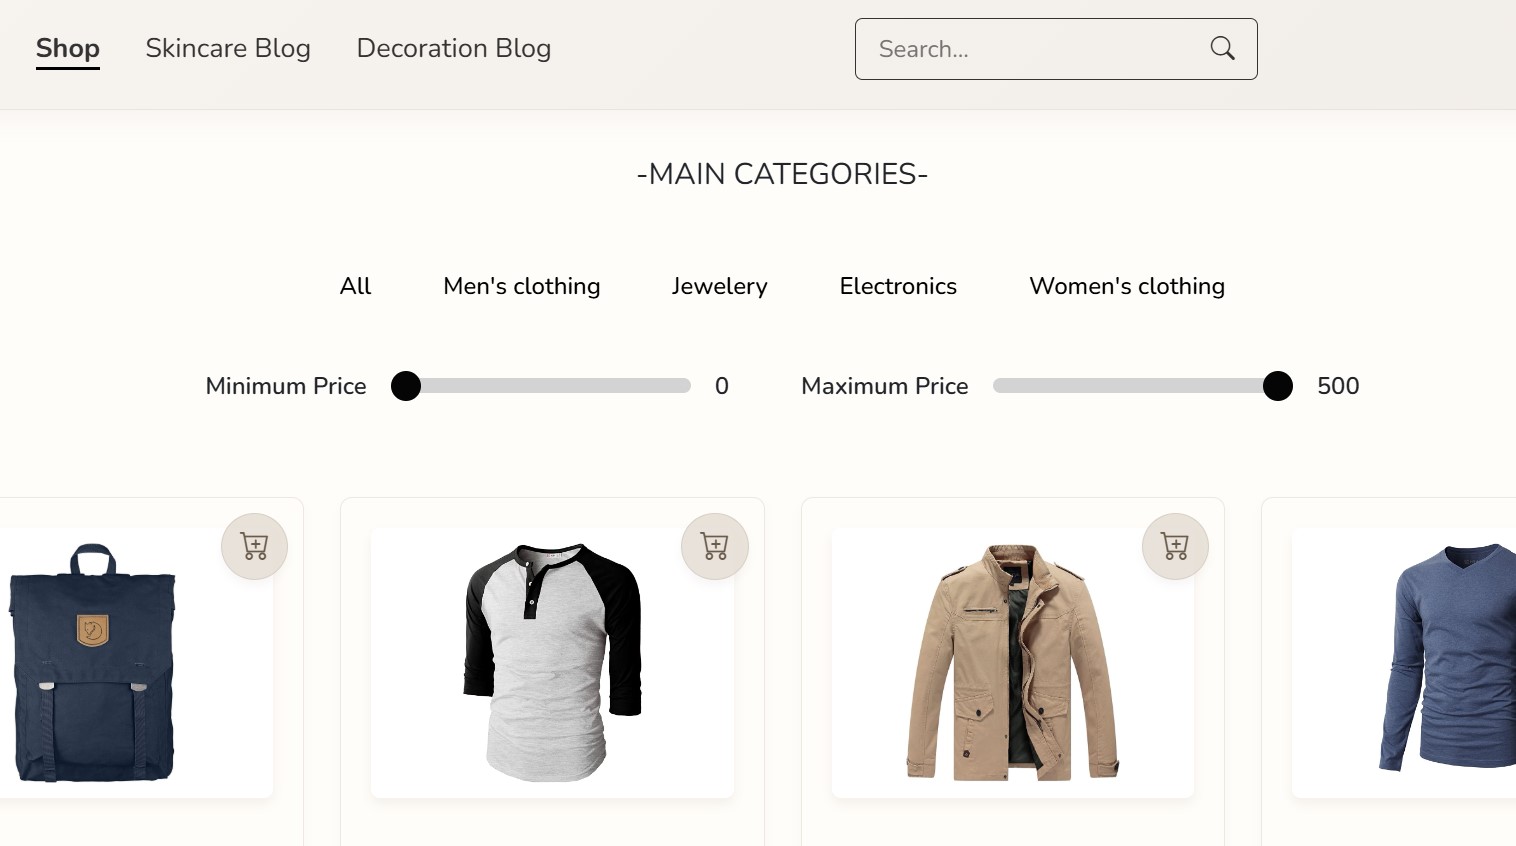 Shop Skincare Blog Decoration Blog Search...
-MAIN CATEGORIES-
All Men's clothing Jewelery Electronics Women's clothing
Minimum Price 0 Maximum Price 500